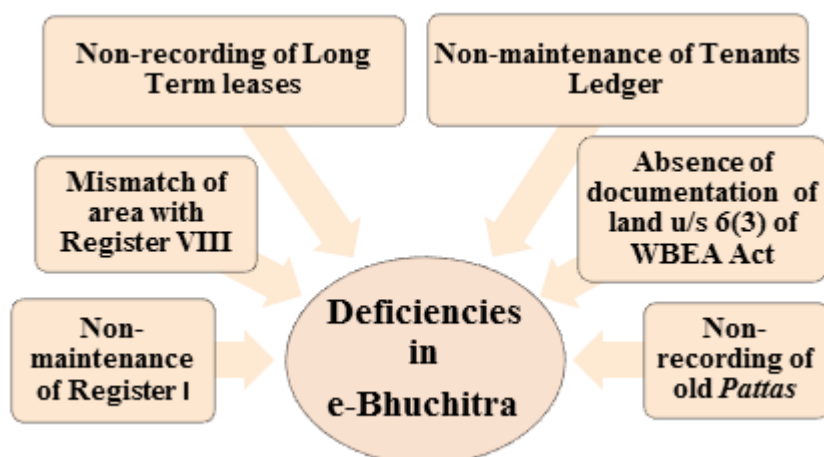 Non-recording of Long
Term leases
Non-maintenance of Tenants
Ledger
Mismatch of
area with
Register VIII
Absence of
documentation of
land u/s 6(3) of
WBEA Act
Non-
maintenance
of Register I
Deficiencies
in
e-Bhuchitra
Non-
recording of
old Pattas